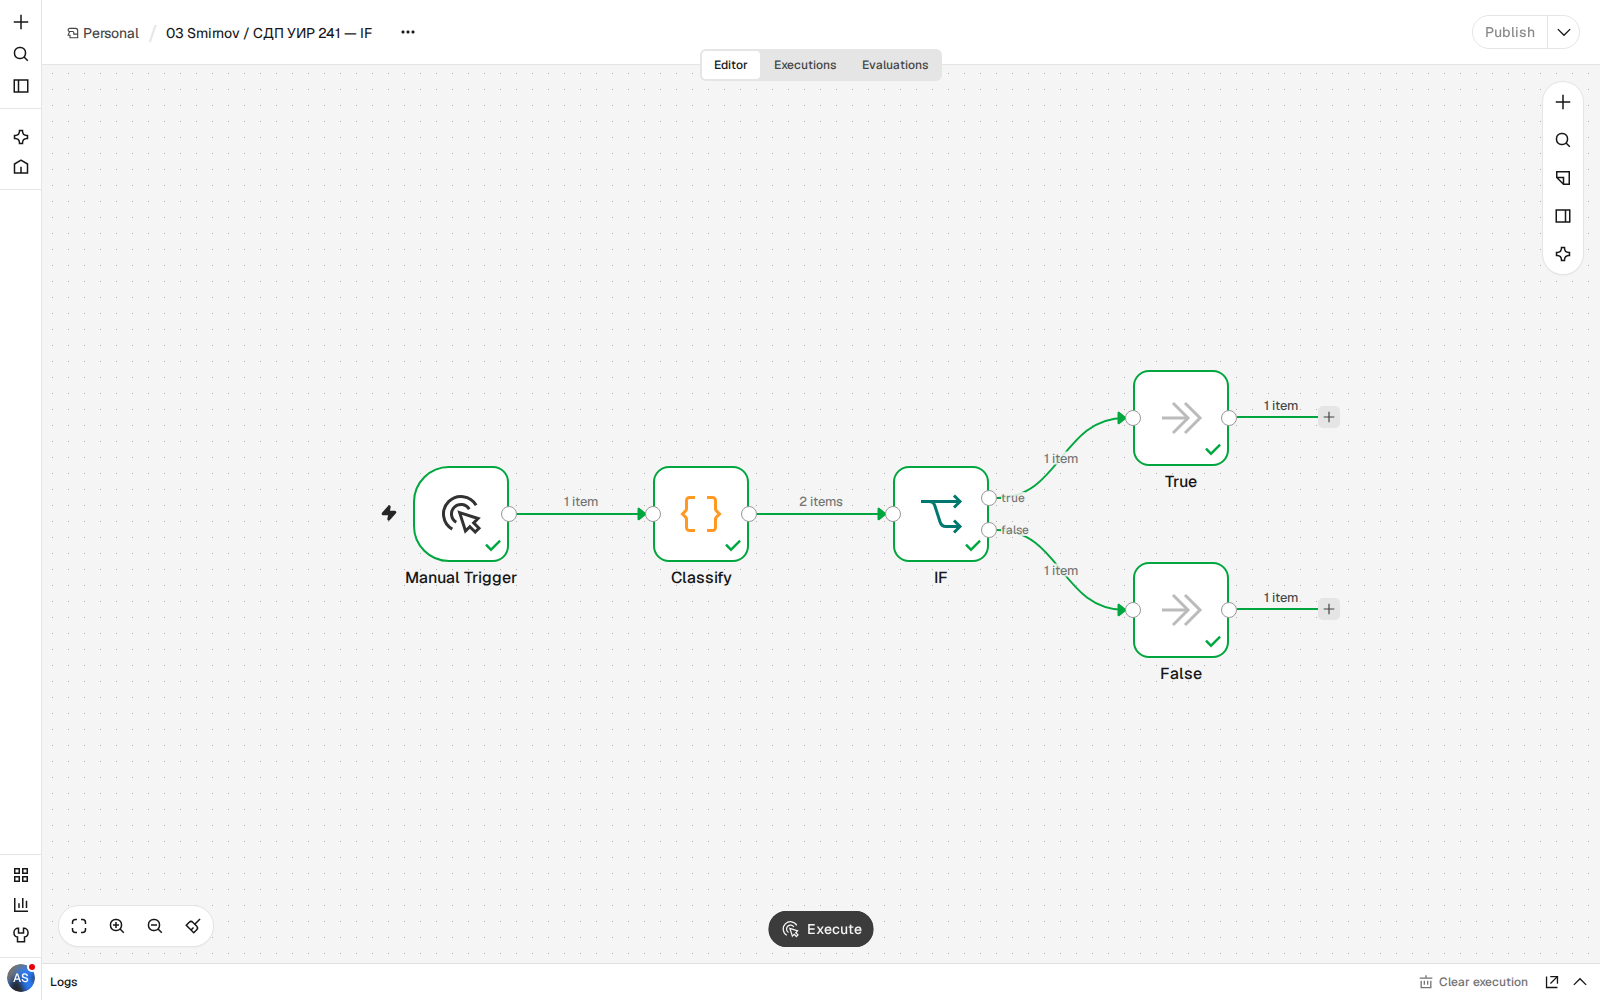 Personal / 03 Smirnov / СДП УИР 241 — IF
Publish
Editor
Executions
Evaluations
1 item
True
1 item
1 item
2 items
true
false
Manual Trigger
Classify
IF
1 item
1 item
False
Execute
AS
Logs
Clear execution